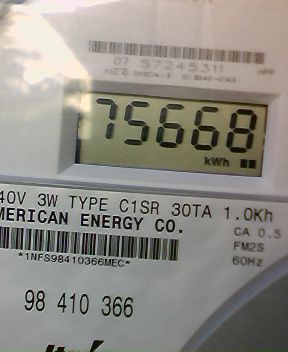 07 57245311
75668
kWh
40V 3W TYPE C1SR 30TA 1.0Kh
MERICAN ENERGY CO.
CA 0.5
FM2S
*1NFS98410366MEC*
60Hz
98 410 366